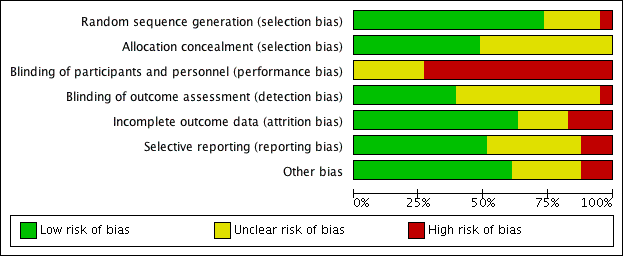 Random sequence generation (selection bias)
Allocation concealment (selection bias)
Blinding of participants and personnel (performance bias)
Blinding of outcome assessment (detection bias)
Incomplete outcome data (attrition bias)
Selective reporting (reporting bias)
Other bias
0% 25% 50% 75% 100%
Low risk of bias Unclear risk of bias High risk of bias